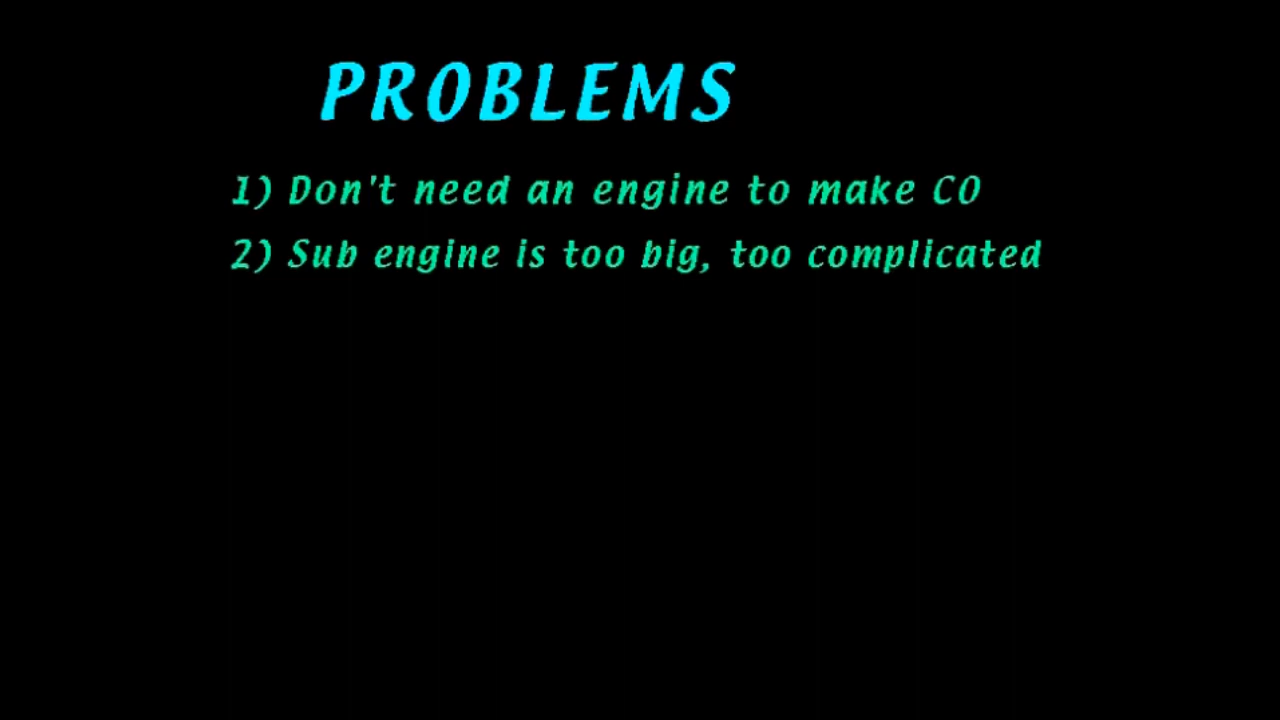 PROBLEMS
1) Don't need an engine to make CO
2) Sub engine is too big, too complicated